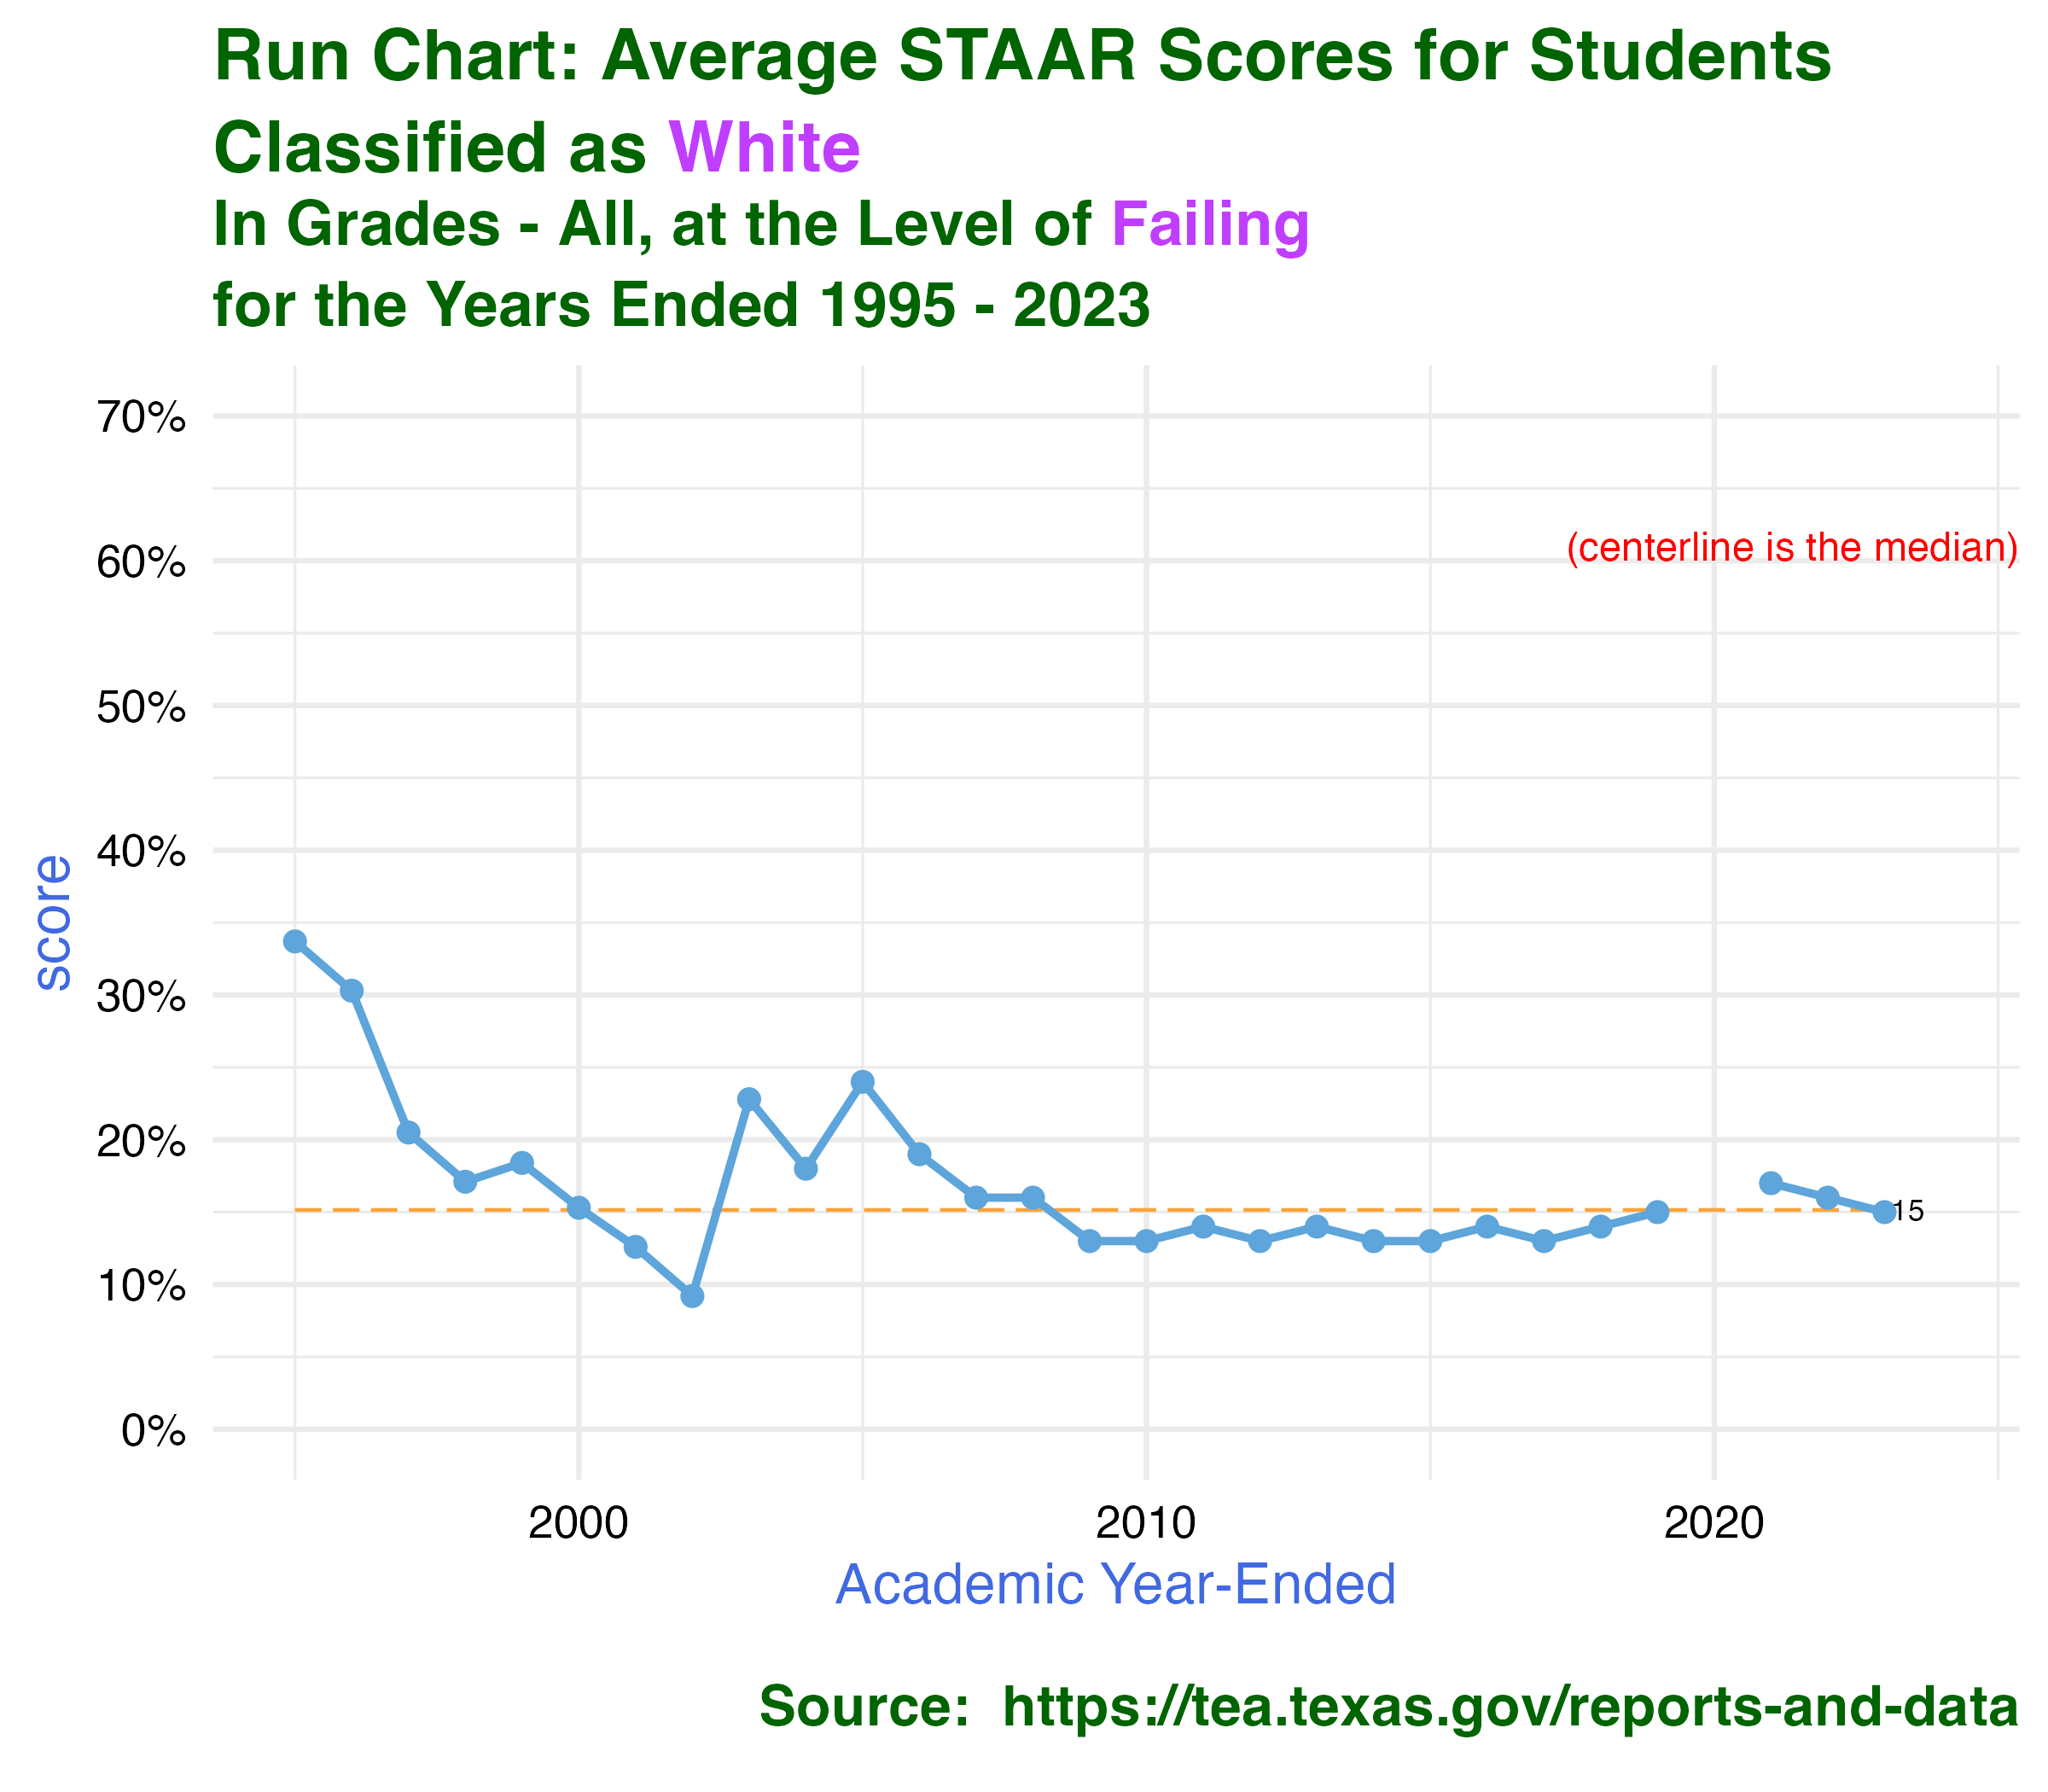 Run Chart: Average STAAR Scores for Students
Classified as White
In Grades - All, at the Level of Failing
for the Years Ended 1995 - 2023
70%
(centerline is the median)
60%
50%
40%
score
30%
20%
15
10%
0%
2000
2010
2020
Academic Year-Ended
Source:  https://tea.texas.gov/reports-and-data